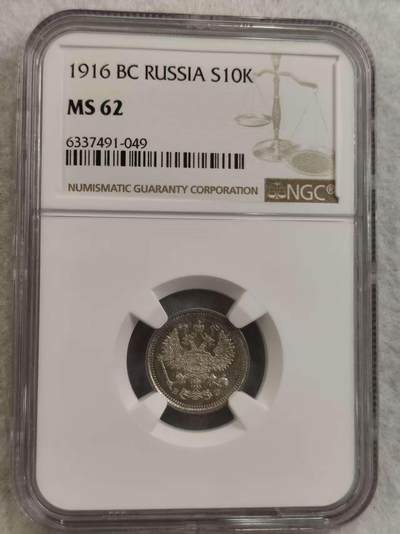 1916 BC RUSSIA S10K
MS 62
6337491-049
NUMISMATIC GUARANTY CORPORATION
NGC®